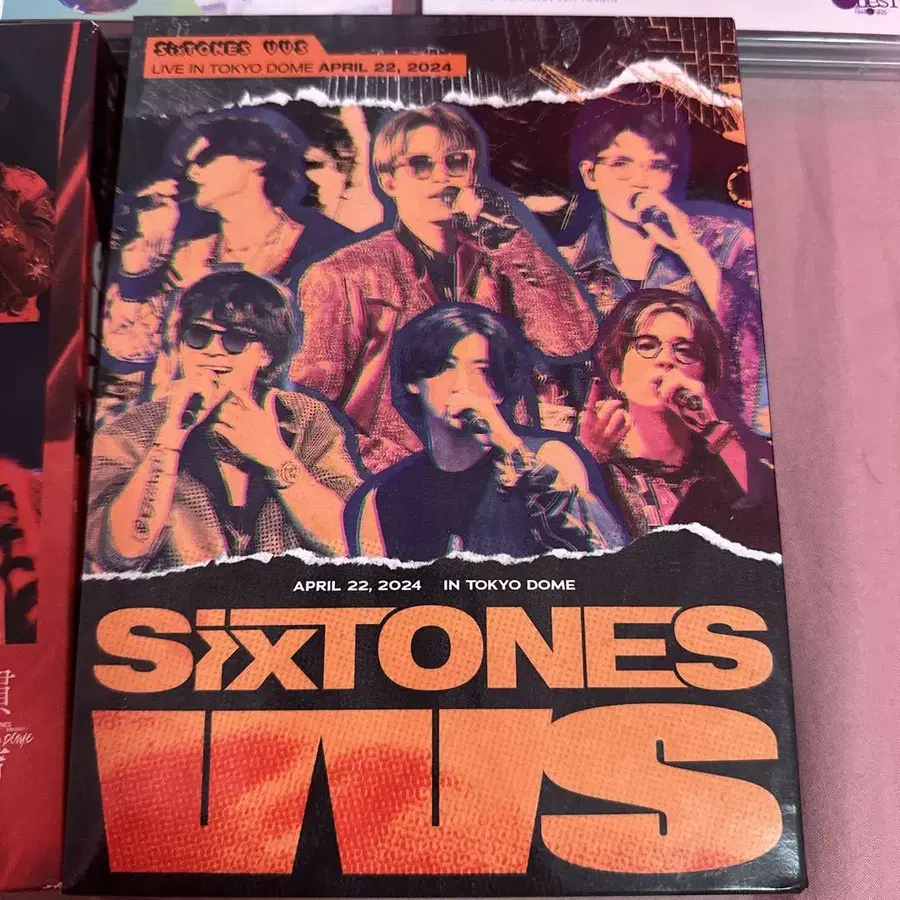 SixTONES VVS
LIVE IN TOKYO DOME APRIL 22, 2024
APRIL 22, 2024 IN TOKYO DOME
SixTONES
VVS